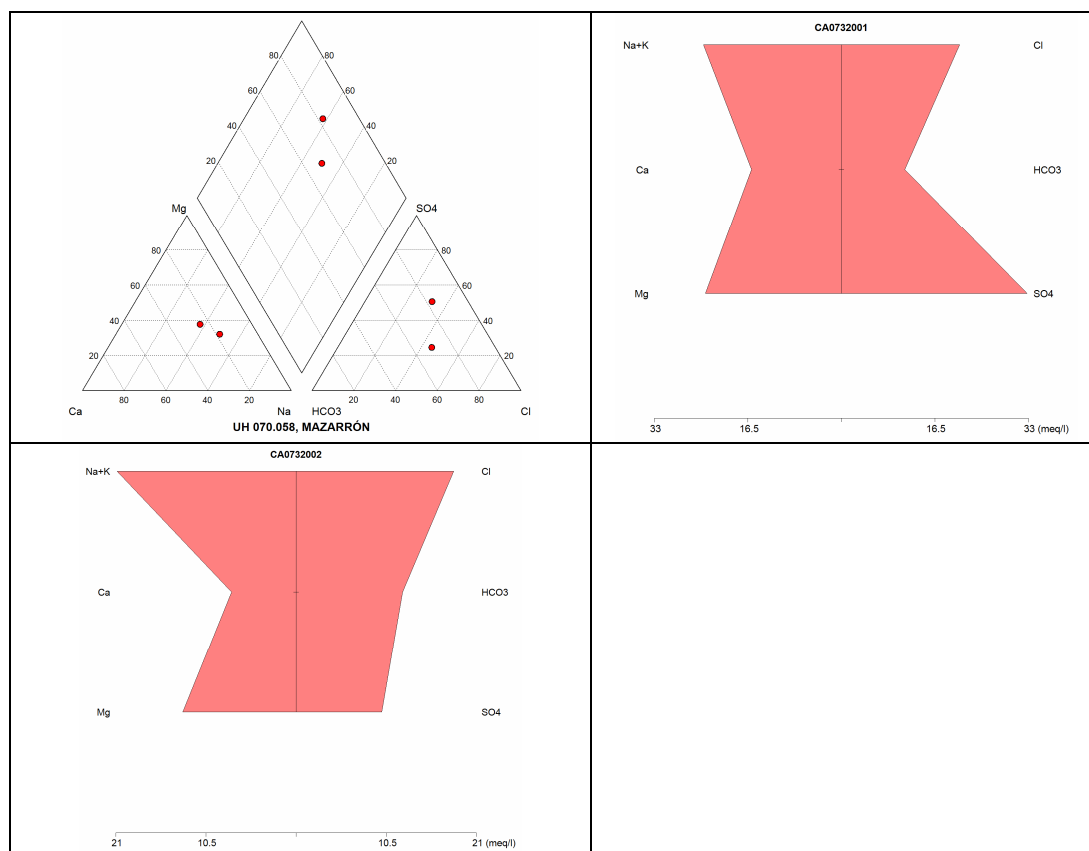 80 80
60 60
40 40
20 20
Mg SO4
80 80
60 60
40 40
20 20
80 60 40 20 20 40 60 80
Ca Na HCO3 Cl
UH 070.058, MAZARRÓN
CA0732001
Na+K Cl
Ca HCO3
Mg SO4
33 16.5 16.5 33 (meq/l)
CA0732002
Na+K Cl
Ca HCO3
Mg SO4
21 10.5 10.5 21 (meq/l)